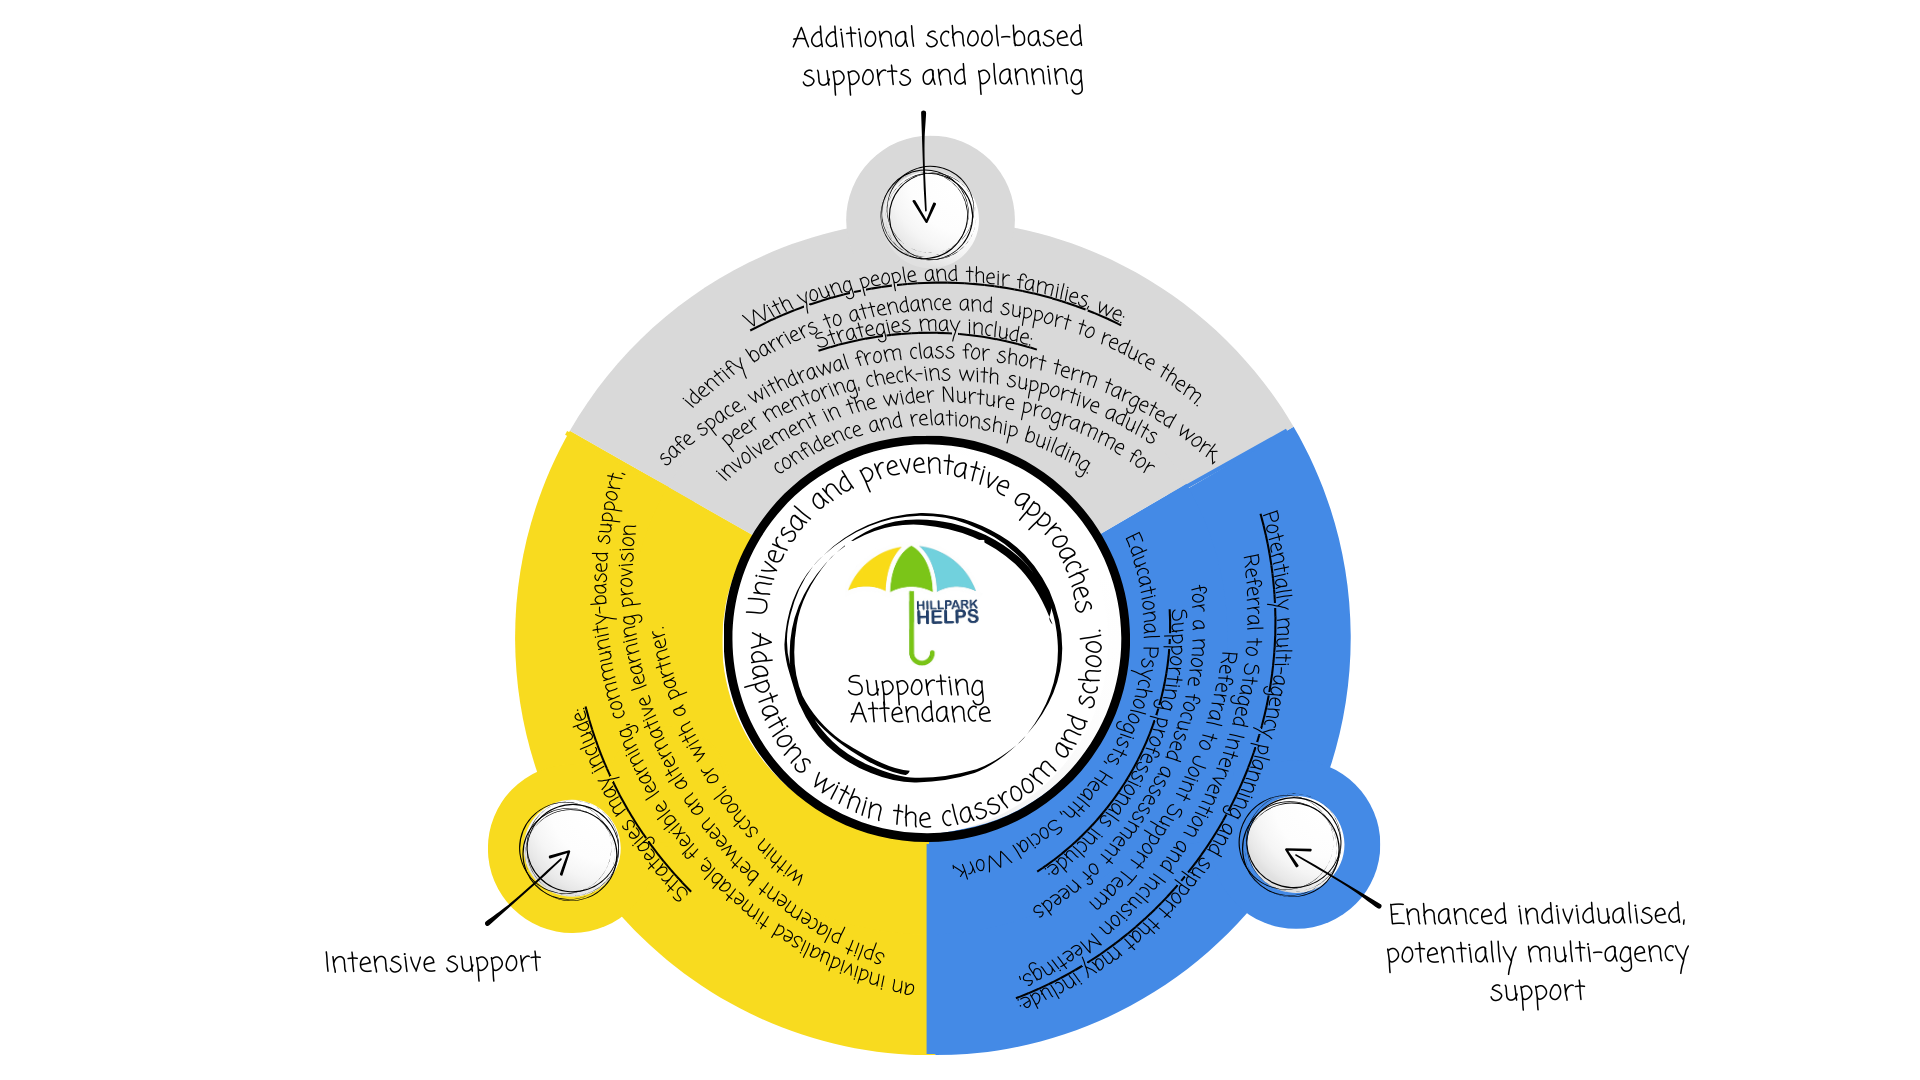 Additional school-based
supports and planning
With young people and their families, we:
identify barriers to attendance and support to reduce them.
Strategies may include:
safe space, withdrawal from class for short term targeted work,
peer mentoring, check-ins with supportive adults
involvement in the wider Nurture programme for
confidence and relationship building.
Universal and preventative approaches
Adaptations within the classroom and school.
HILLPARK
HELPS
Supporting
Attendance
Potentially multi-agency planning and support that may include:
Referral to Staged Intervention and Inclusion Meetings,
Referral to Joint Support Team
for a more focused assessment of needs
Supporting professionals include:
Educational Psychologists, Health, Social Work,
Enhanced individualised,
potentially multi-agency
support
Strategies may include:
an individualised timetable, flexible learning, community-based support,
split placement between an alternative learning provision
within school, or with a partner.
Intensive support